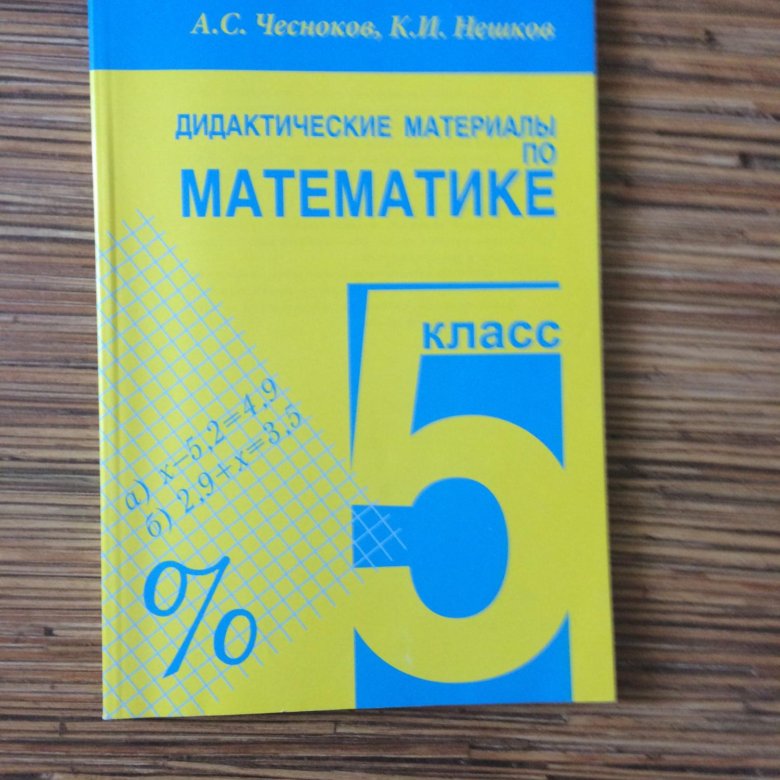 А.С. Чесноков, К.И. Нешков
ДИДАКТИЧЕСКИЕ МАТЕРИАЛЫ
ПО
МАТЕМАТИКЕ
5
класс
а) x−5,2=4,9
б) 2,9+x=3,5
%